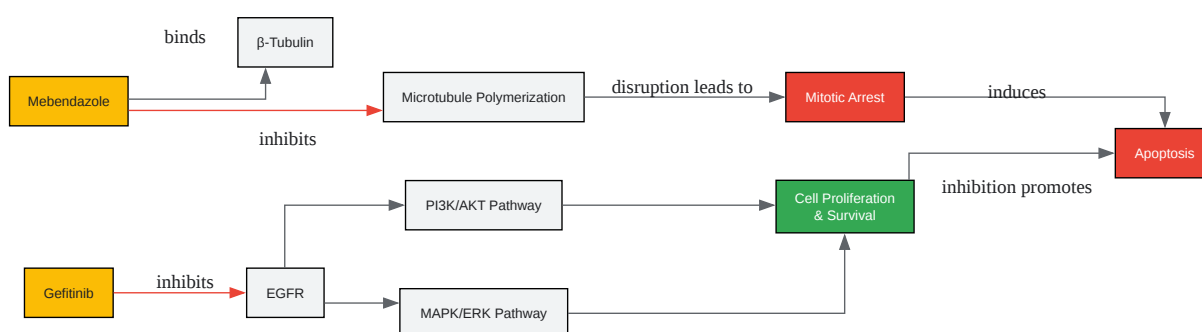 binds
β-Tubulin
Mebendazole
Microtubule Polymerization
disruption leads to
Mitotic Arrest
induces
inhibits
Apoptosis
PI3K/AKT Pathway
Cell Proliferation
& Survival
inhibition promotes
Gefitinib
inhibits
EGFR
MAPK/ERK Pathway